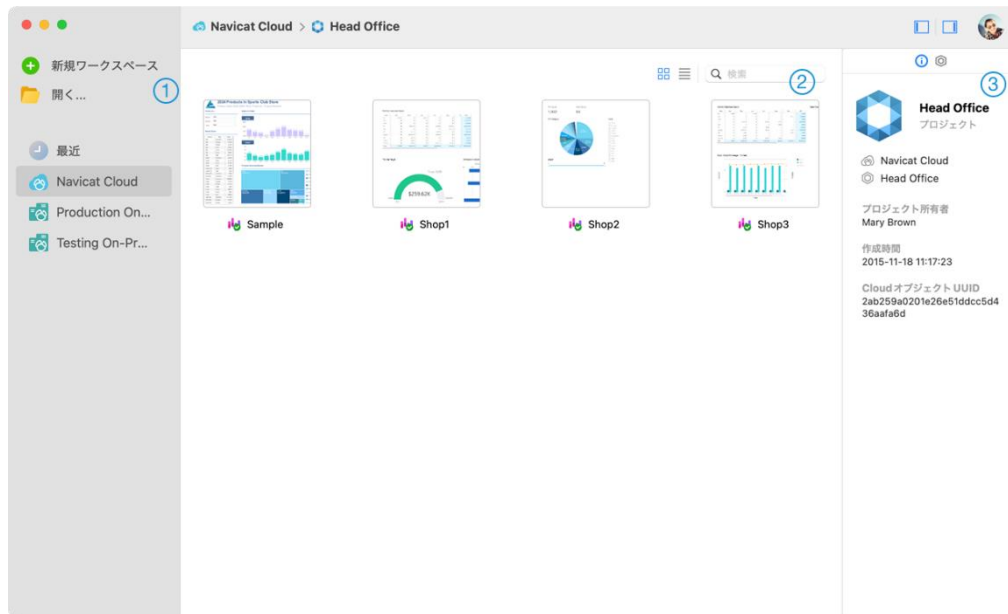 Navicat Cloud > Head Office
新規ワークスペース
開く...
①
最近
Navicat Cloud
Production On...
Testing On-Pr...
検索
②
Sample
Shop1
Shop2
Shop3
③
Head Office
プロジェクト
Navicat Cloud
Head Office
プロジェクト所有者
Mary Brown
作成時間
2015-11-18 11:17:23
Cloud オブジェクト UUID
2ab259a0201e26e51ddcc5d4
36aafa6d